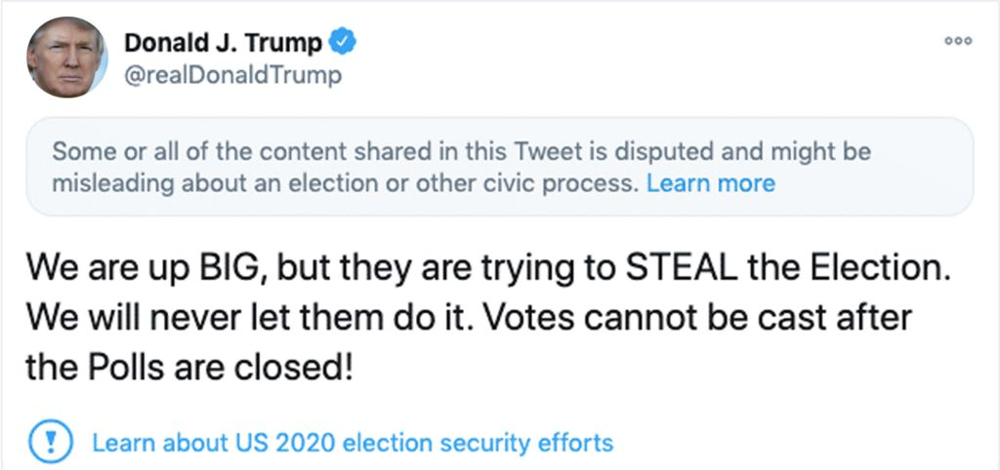 Donald J. Trump
@realDonaldTrump
Some or all of the content shared in this Tweet is disputed and might be
misleading about an election or other civic process. Learn more
We are up BIG, but they are trying to STEAL the Election.
We will never let them do it. Votes cannot be cast after
the Polls are closed!
Learn about US 2020 election security efforts